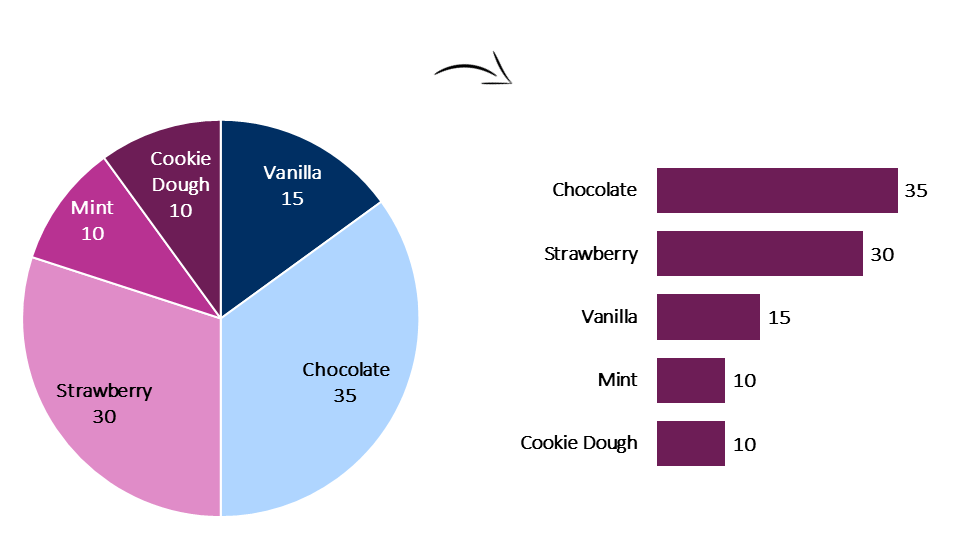 Cookie
Dough
10
Vanilla
15
Mint
10
Chocolate
35
Strawberry
30
Chocolate 35
Strawberry 30
Vanilla 15
Mint 10
Cookie Dough 10